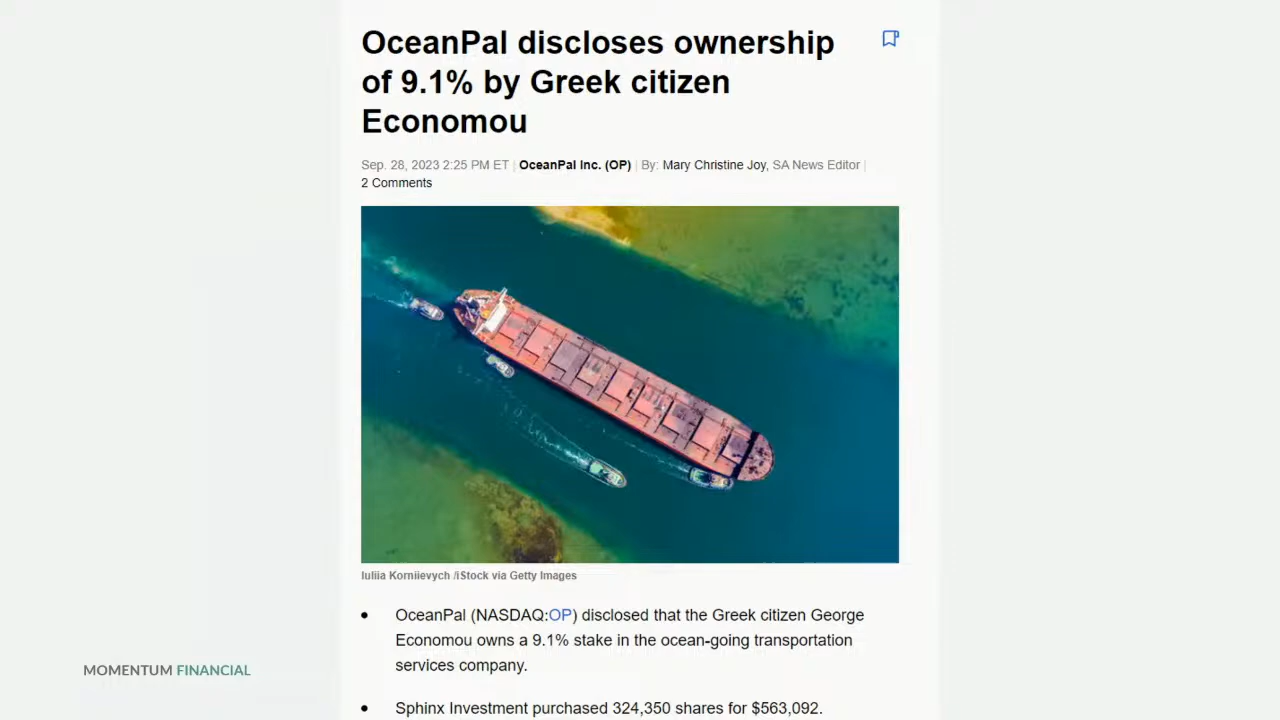 OceanPal discloses ownership
of 9.1% by Greek citizen
Economou
Sep. 28, 2023 2:25 PM ET | OceanPal Inc. (OP) | By: Mary Christine Joy, SA News Editor |
2 Comments
Iuliia Korniievych /iStock via Getty Images
• OceanPal (NASDAQ:OP) disclosed that the Greek citizen George
Economou owns a 9.1% stake in the ocean-going transportation
services company.
MOMENTUM FINANCIAL
• Sphinx Investment purchased 324,350 shares for $563,092.